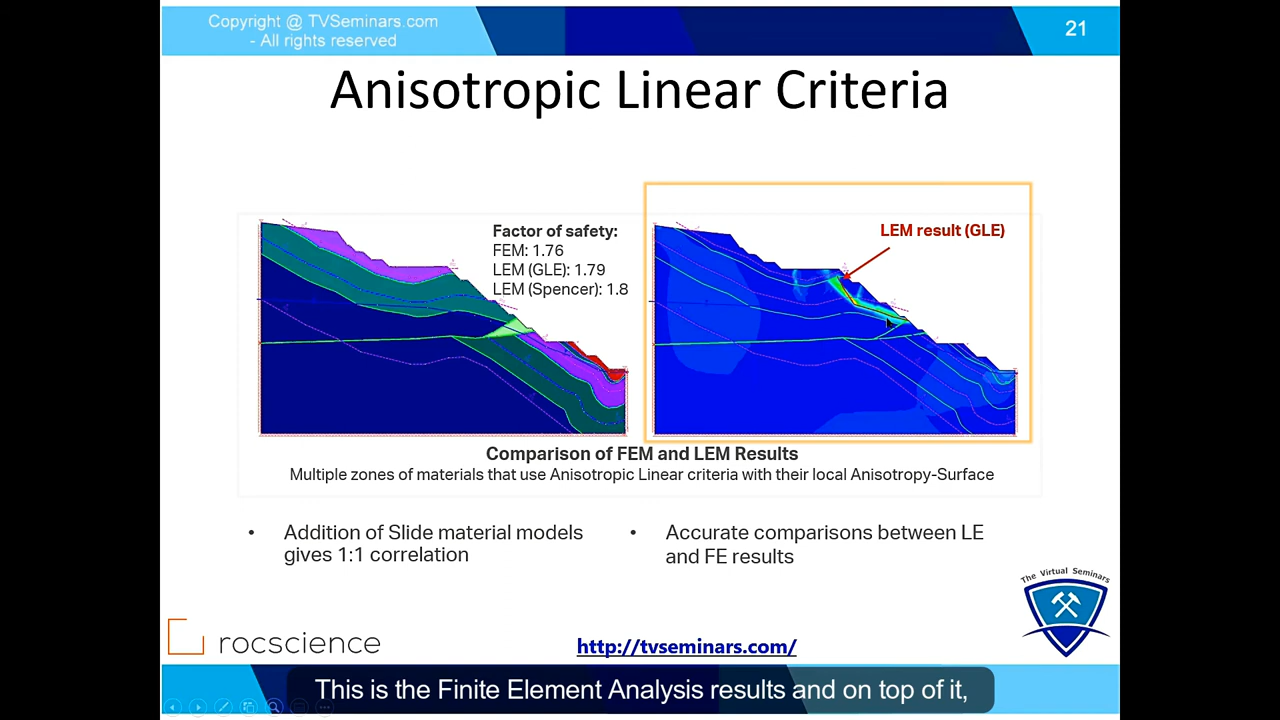 Copyright @ TVSeminars.com
- All rights reserved
21
Anisotropic Linear Criteria
Factor of safety:
FEM: 1.76
LEM (GLE): 1.79
LEM (Spencer): 1.8
LEM result (GLE)
Comparison of FEM and LEM Results
Multiple zones of materials that use Anisotropic Linear criteria with their local Anisotropy-Surface
• Addition of Slide material models
gives 1:1 correlation
• Accurate comparisons between LE
and FE results
The Virtual Seminars
rocscience
http://tvseminars.com/
This is the Finite Element Analysis results and on top of it,